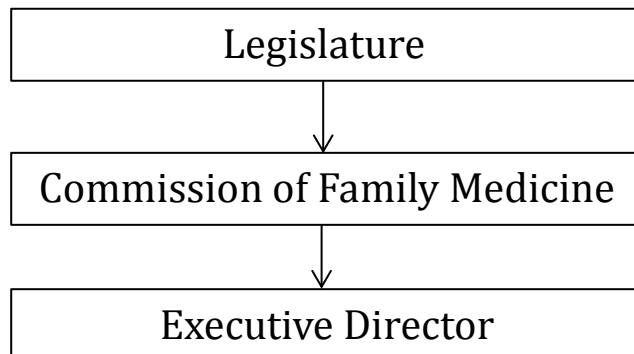 Legislature
Commission of Family Medicine
Executive Director